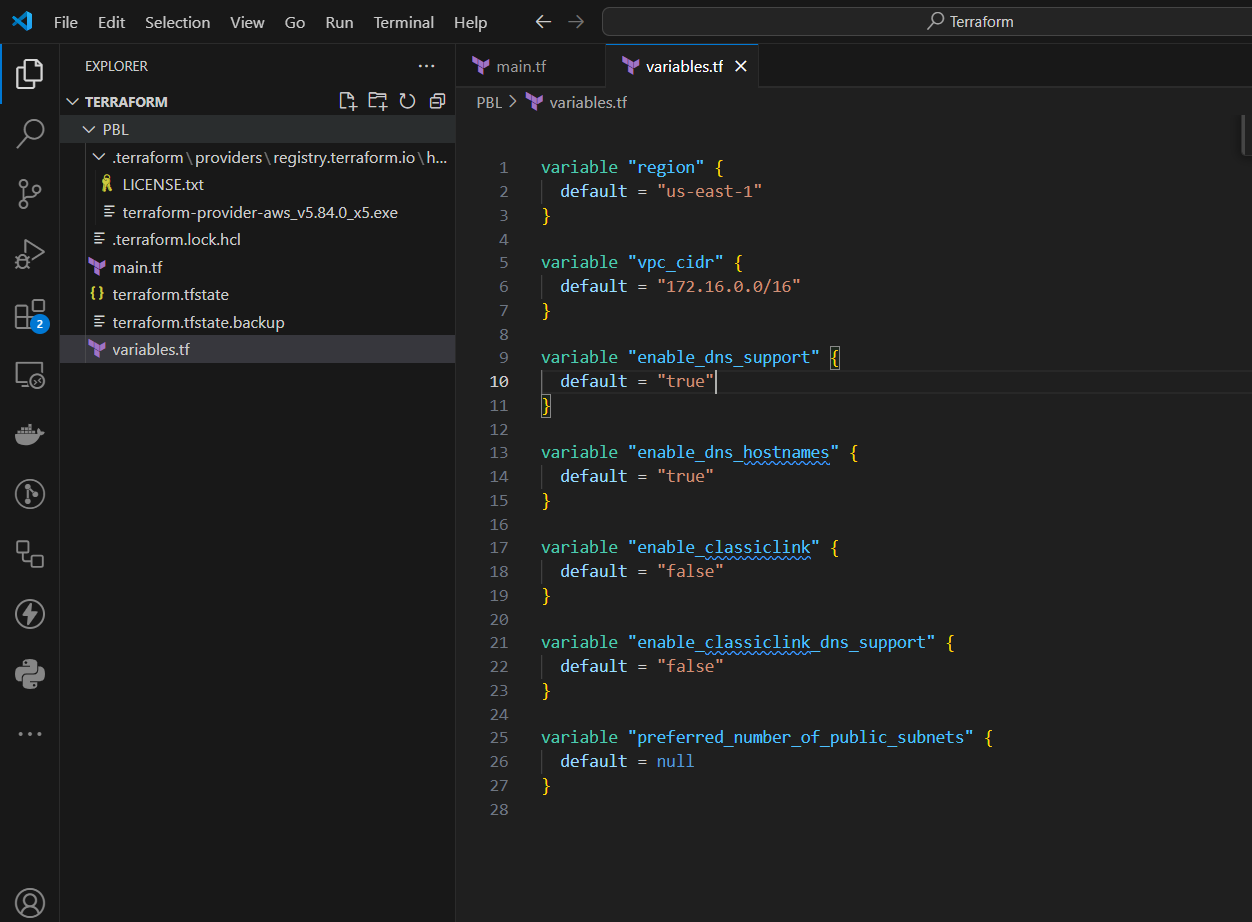 File Edit Selection View Go Run Terminal Help Terraform
EXPLORER
TERRAFORM
PBL
.terraform\providers\registry.terraform.io\h...
LICENSE.txt
terraform-provider-aws_v5.84.0_x5.exe
.terraform.lock.hcl
main.tf
terraform.tfstate
terraform.tfstate.backup
variables.tf
2
main.tf variables.tf
PBL > variables.tf
1 variable "region" {
2 default = "us-east-1"
3 }
4
5 variable "vpc_cidr" {
6 default = "172.16.0.0/16"
7 }
8
9 variable "enable_dns_support" {
10 default = "true"
11 }
12
13 variable "enable_dns_hostnames" {
14 default = "true"
15 }
16
17 variable "enable_classiclink" {
18 default = "false"
19 }
20
21 variable "enable_classiclink_dns_support" {
22 default = "false"
23 }
24
25 variable "preferred_number_of_public_subnets" {
26 default = null
27 }
28